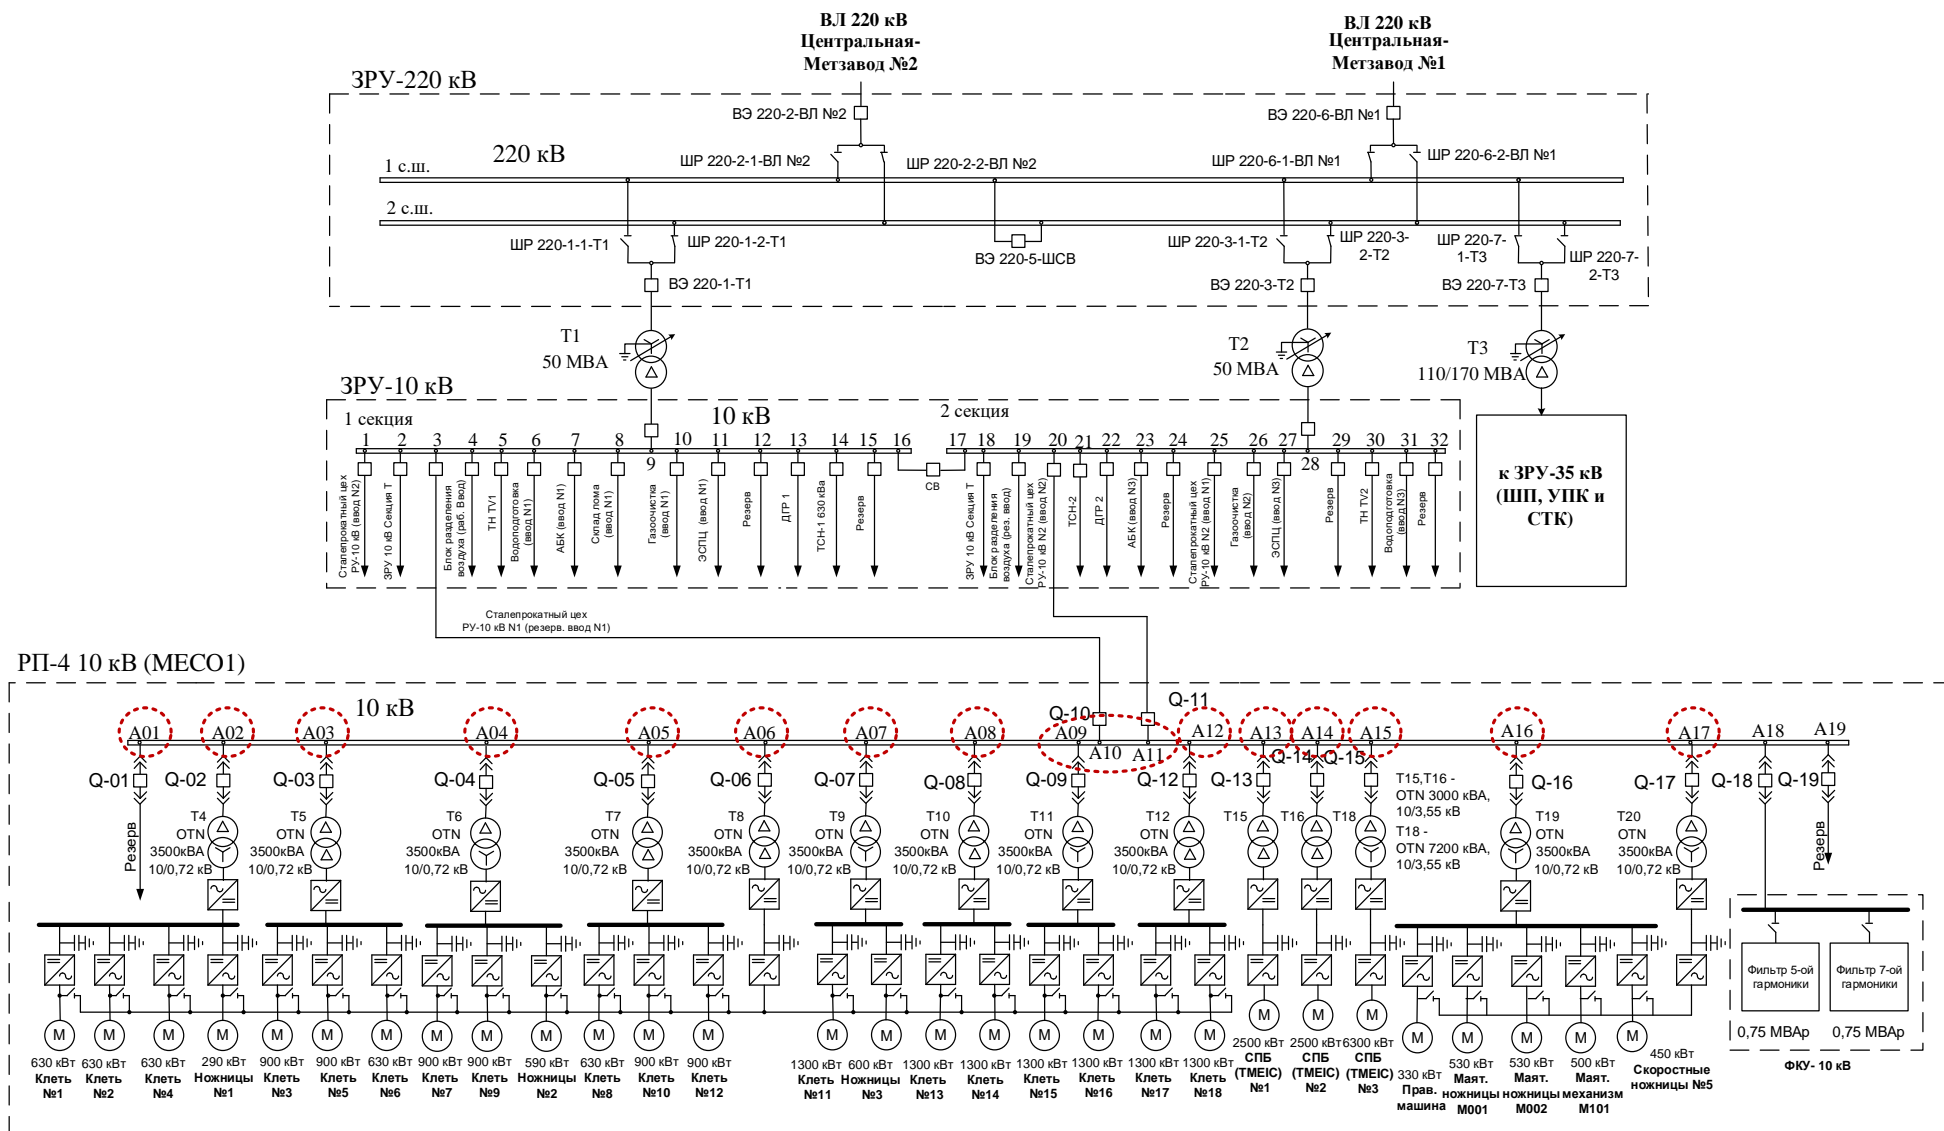 ВЛ 220 кВ
Центральная-
Метзавод №2
ВЛ 220 кВ
Центральная-
Метзавод №1
ЗРУ-220 кВ
ВЭ 220-2-ВЛ №2
ВЭ 220-6-ВЛ №1
220 кВ
ШР 220-2-1-ВЛ №2
ШР 220-2-2-ВЛ №2
ШР 220-6-1-ВЛ №1
ШР 220-6-2-ВЛ №1
1 с.ш.
2 с.ш.
ШР 220-1-1-Т1
ШР 220-1-2-Т1
ВЭ 220-5-ШСВ
ШР 220-3-1-Т2
ШР 220-3-
2-Т2
ШР 220-7-
1-Т3
ШР 220-7-
2-Т3
ВЭ 220-1-Т1
ВЭ 220-3-Т2
ВЭ 220-7-Т3
Т1
50 МВА
Т2
50 МВА
Т3
110/170 МВА
ЗРУ-10 кВ
1 секция
10 кВ
2 секция
1 2 3 4 5 6 7 8 9 10 11 12 13 14 15 16
17 18 19 20 21 22 23 24 25 26 27 28 29 30 31 32
СВ
Сталепрокатный цех
РУ-10 кВ (ввод N2)
ЗРУ 10 кВ Секция Т
Блок разделения
воздуха (раб. Ввод)
ТН TV1
Водоподготовка
(ввод N1)
АБК (ввод N1)
Склад лома
(ввод N1)
Газоочистка
(ввод N1)
ЭСПЦ (ввод N1)
Резерв
ДГР 1
ТСН-1 630 кВа
Резерв
ЗРУ 10 кВ Секция Т
Блок разделения
воздуха (рез. ввод)
Сталепрокатный цех
РУ-10 кВ N2 (ввод N2)
ТСН-2
ДГР 2
АБК (ввод N3)
Резерв
Сталепрокатный цех
РУ-10 кВ N2 (ввод N1)
Газоочистка
(ввод N2)
ЭСПЦ (ввод N3)
Резерв
ТН TV2
Водоподготовка
(ввод N3)
Резерв
к ЗРУ-35 кВ
(ШП, УПК и
СТК)
Сталепрокатный цех
РУ-10 кВ N1 (резерв. ввод N1)
РП-4 10 кВ (МЕСО1)
10 кВ
A01 A02 A03 A04 A05 A06 A07 A08 A09 A10 A11 A12 A13 A14 A15 A16 A17 A18 A19
Q-10
Q-11
Q-01 Q-02 Q-03 Q-04 Q-05 Q-06 Q-07 Q-08 Q-09 Q-12 Q-13 Q-14 Q-15 Q-16 Q-17 Q-18 Q-19
Резерв
Т4
OTN
3500кВА
10/0,72 кВ
Т5
OTN
3500кВА
10/0,72 кВ
Т6
OTN
3500кВА
10/0,72 кВ
Т7
OTN
3500кВА
10/0,72 кВ
Т8
OTN
3500кВА
10/0,72 кВ
Т9
OTN
3500кВА
10/0,72 кВ
Т10
OTN
3500кВА
10/0,72 кВ
Т11
OTN
3500кВА
10/0,72 кВ
Т12
OTN
3500кВА
10/0,72 кВ
Т15
Т16
Т18
Т15,Т16 -
OTN 3000 кВА,
10/3,55 кВ
Т18 -
OTN 7200 кВА,
10/3,55 кВ
Т19
OTN
3500кВА
10/0,72 кВ
Т20
OTN
3500кВА
10/0,72 кВ
Резерв
М М М М М М М М М М М М М М М М М М М М М М М М М М М М М
630 кВт
Клеть
№1
630 кВт
Клеть
№2
630 кВт
Клеть
№4
290 кВт
Ножницы
№1
900 кВт
Клеть
№3
900 кВт
Клеть
№5
630 кВт
Клеть
№6
900 кВт
Клеть
№7
900 кВт
Клеть
№9
590 кВт
Ножницы
№2
630 кВт
Клеть
№8
900 кВт
Клеть
№10
900 кВт
Клеть
№12
1300 кВт
Клеть
№11
600 кВт
Ножницы
№3
1300 кВт
Клеть
№13
1300 кВт
Клеть
№14
1300 кВт
Клеть
№15
1300 кВт
Клеть
№16
1300 кВт
Клеть
№17
1300 кВт
Клеть
№18
2500 кВт
СПБ
(TMEIC)
№1
2500 кВт
СПБ
(TMEIC)
№2
6300 кВт
СПБ
(TMEIC)
№3
330 кВт
Прав.
машина
530 кВт
Маят.
ножницы
М001
530 кВт
Маят.
ножницы
М002
500 кВт
Маят.
механизм
М101
450 кВт
Скоростные
ножницы №5
Фильтр 5-ой
гармоники
Фильтр 7-ой
гармоники
0,75 МВАр
0,75 МВАр
ФКУ- 10 кВ